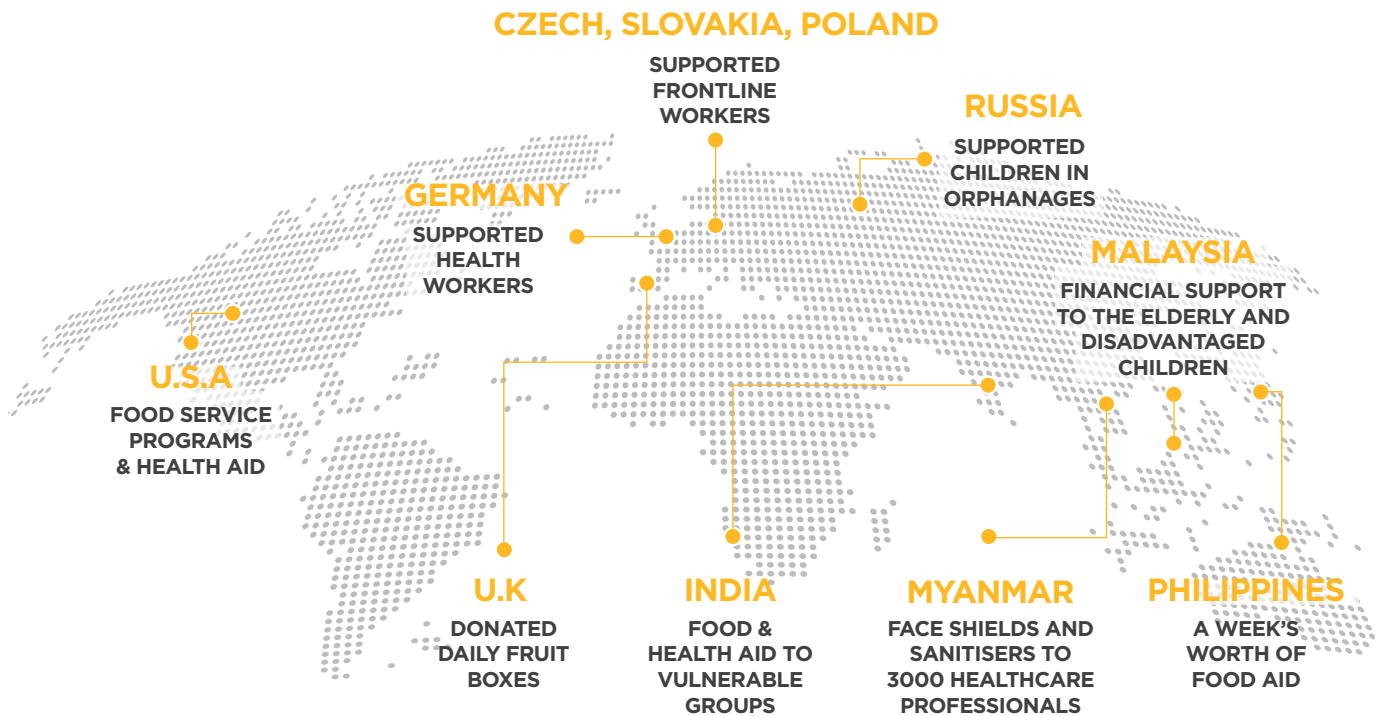 CZECH, SLOVAKIA, POLAND
SUPPORTED
FRONTLINE
WORKERS
RUSSIA
SUPPORTED
CHILDREN IN
ORPHANAGES
GERMANY
SUPPORTED
HEALTH
WORKERS
MALAYSIA
FINANCIAL SUPPORT
TO THE ELDERLY AND
DISADVANTAGED
CHILDREN
U.S.A
FOOD SERVICE
PROGRAMS
& HEALTH AID
U.K
DONATED
DAILY FRUIT
BOXES
INDIA
FOOD &
HEALTH AID TO
VULNERABLE
GROUPS
MYANMAR
FACE SHIELDS AND
SANITISERS TO
3000 HEALTHCARE
PROFESSIONALS
PHILIPPINES
A WEEK'S
WORTH OF
FOOD AID